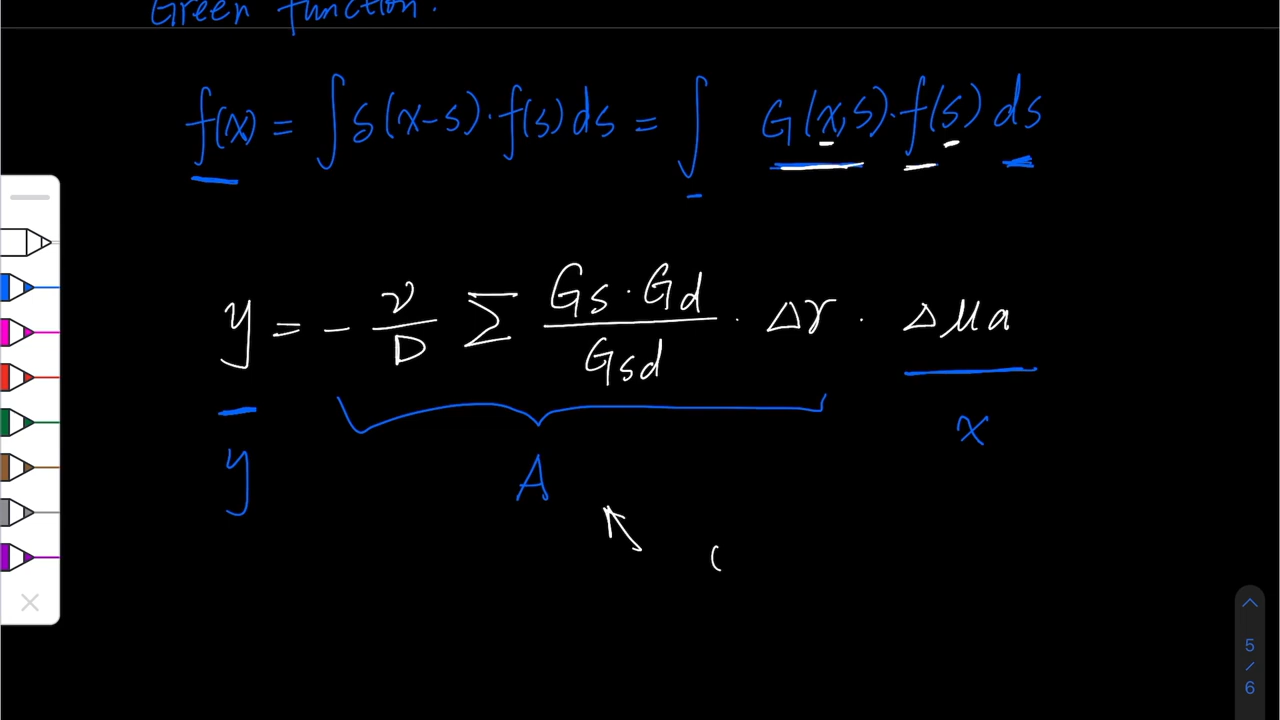 Green function.
f(x) = ∫ δ(x-s)·f(s)ds = ∫ G(x,s)·f(s)ds
y = - ν/D Σ (Gs·Gd)/Gsd · Δr · Δμa
y A x
(
5
/
6